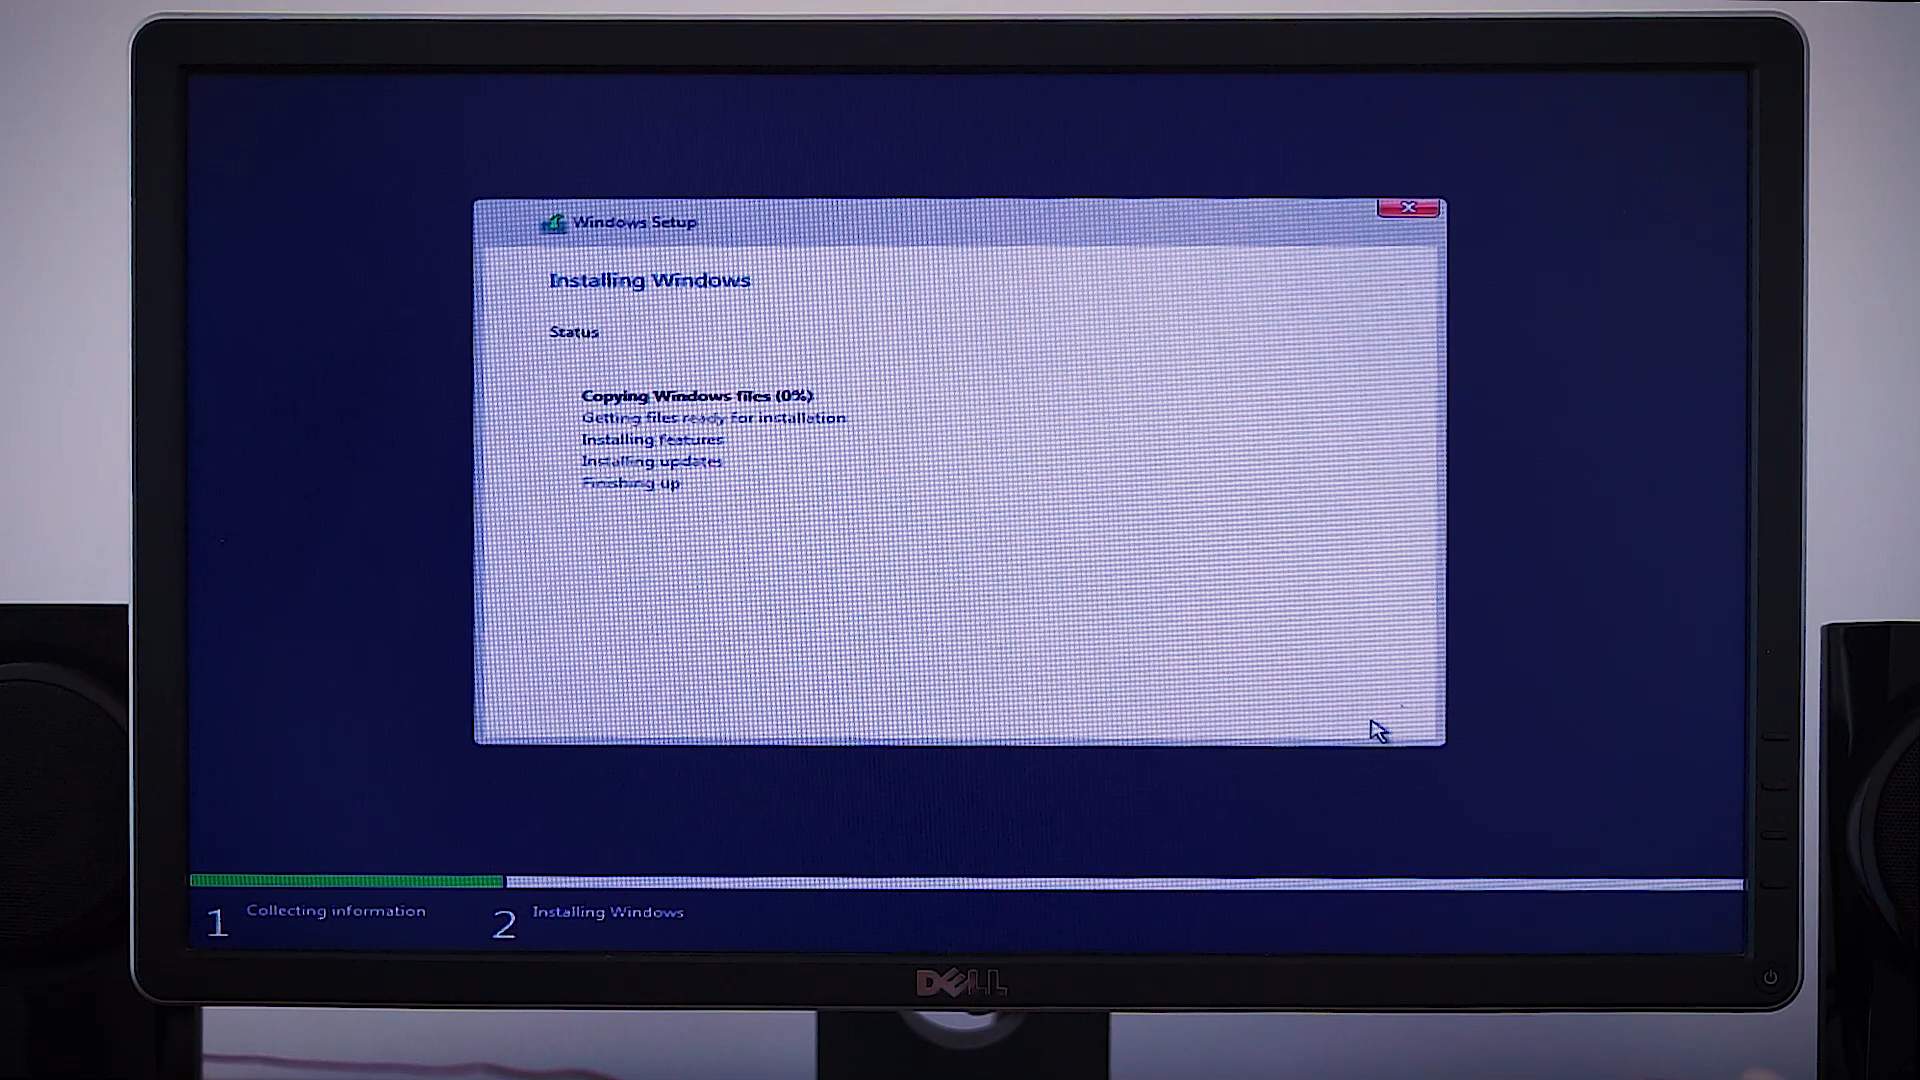 Windows Setup
Installing Windows
Status
Copying Windows files (0%)
Getting files ready for installation
Installing features
Installing updates
Finishing up
1 Collecting information
2 Installing Windows
DELL